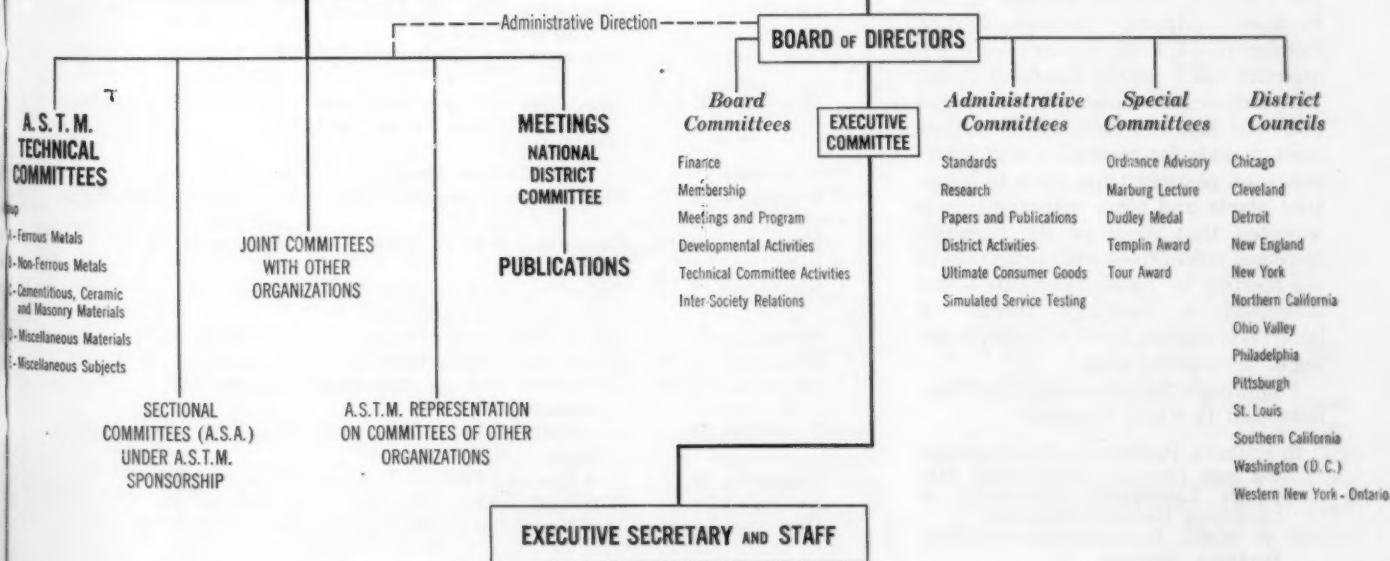 Administrative Direction
BOARD OF DIRECTORS
A.S.T.M.
TECHNICAL
COMMITTEES
A-Ferrous Metals
B-Non-Ferrous Metals
C-Cementitious, Ceramic
and Masonry Materials
D-Miscellaneous Materials
E-Miscellaneous Subjects
SECTIONAL
COMMITTEES (A.S.A.)
UNDER A.S.T.M.
SPONSORSHIP
JOINT COMMITTEES
WITH OTHER
ORGANIZATIONS
A.S.T.M. REPRESENTATION
ON COMMITTEES OF OTHER
ORGANIZATIONS
MEETINGS
NATIONAL
DISTRICT
COMMITTEE
PUBLICATIONS
Board
Committees
Finance
Membership
Meetings and Program
Developmental Activities
Technical Committee Activities
Inter-Society Relations
EXECUTIVE
COMMITTEE
Administrative
Committees
Standards
Research
Papers and Publications
District Activities
Ultimate Consumer Goods
Simulated Service Testing
Special
Committees
Ordnance Advisory
Marburg Lecture
Dudley Medal
Templin Award
Tour Award
District
Councils
Chicago
Cleveland
Detroit
New England
New York
Northern California
Ohio Valley
Philadelphia
Pittsburgh
St. Louis
Southern California
Washington (D.C.)
Western New York - Ontario
EXECUTIVE SECRETARY AND STAFF